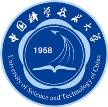 中国科学技术大学
1958
University of Science and Technology of China